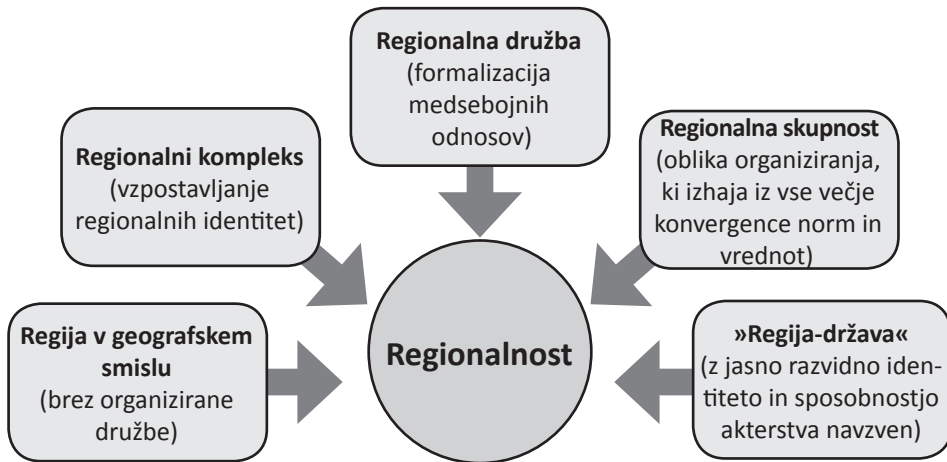 Regionalna družba
(formalizacija
medsebojnih
odnosov)
Regionalni kompleks
(vzpostavljanje
regionalnih identitet)
Regionalna skupnost
(oblika organiziranja,
ki izhaja iz vse večje
konvergence norm in
vrednot)
Regija v geografskem
smislu
(brez organizirane
družbe)
Regionalnost
»Regija-država«
(z jasno razvidno iden-
titeto in sposobnostjo
akterstva navzven)